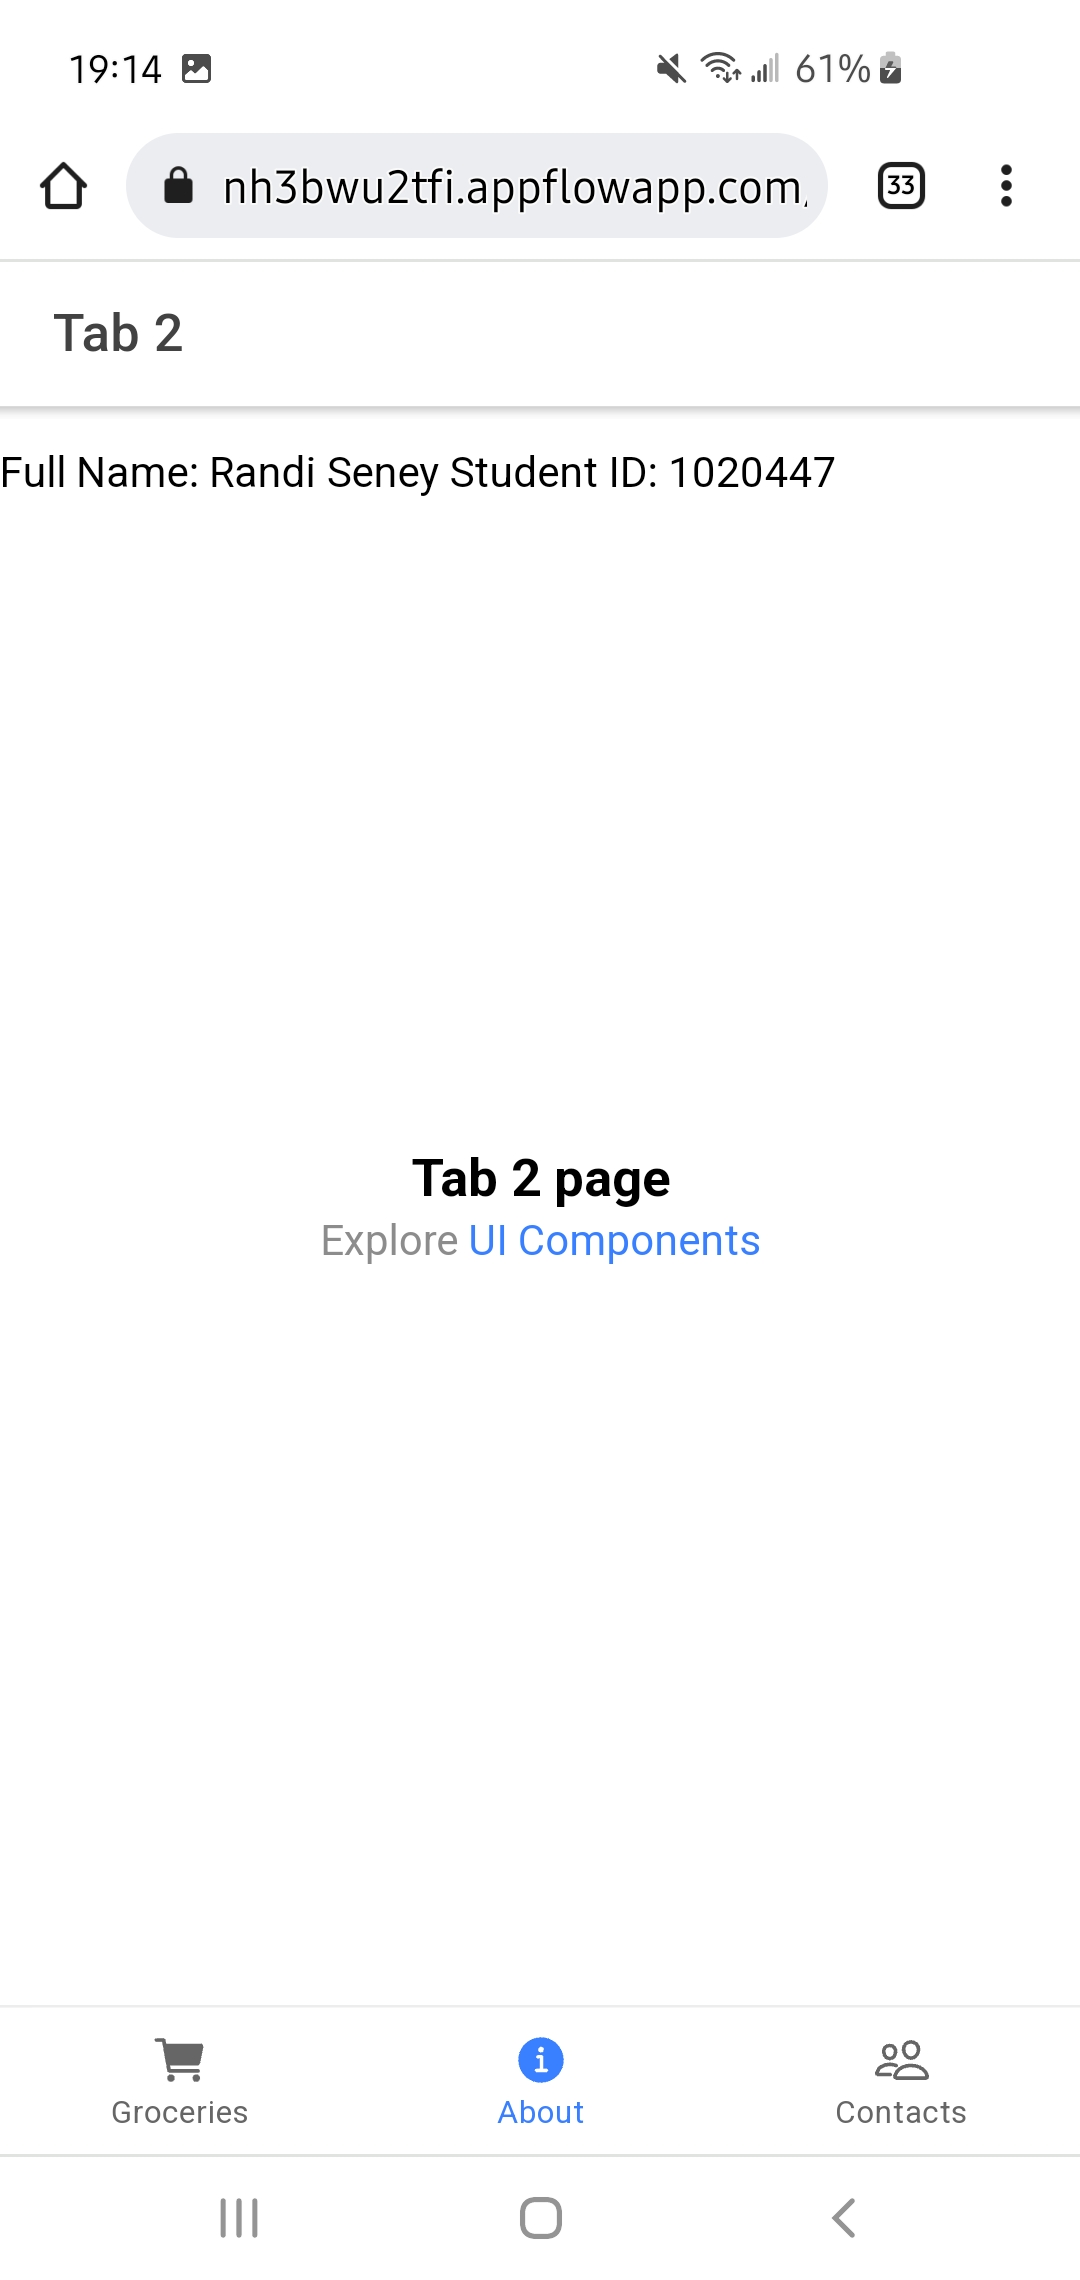 19:14
61%
nh3bwu2tfi.appflowapp.com
33
Tab 2
Full Name: Randi Seney Student ID: 1020447
Tab 2 page
Explore UI Components
Groceries
About
Contacts